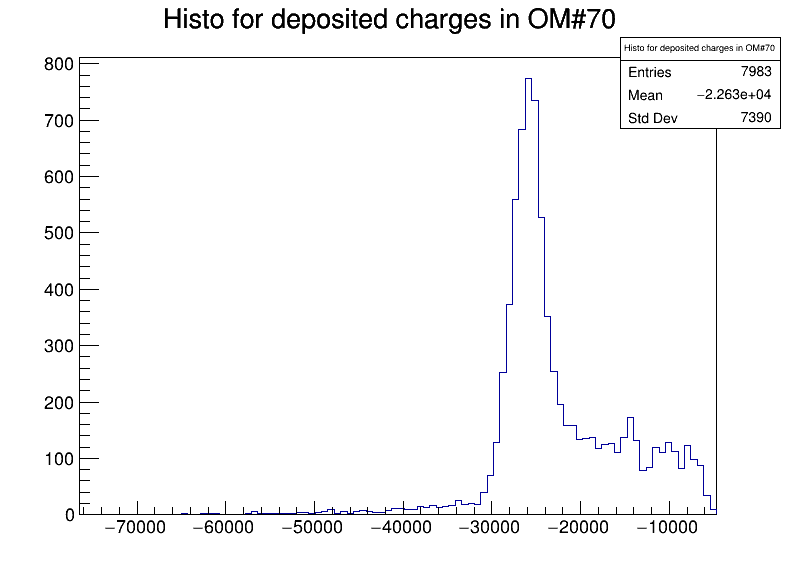 Histo for deposited charges in OM#70
Histo for deposited charges in OM#70
Entries 7983
Mean −2.263e+04
Std Dev 7390
800
700
600
500
400
300
200
100
0
−70000 −60000 −50000 −40000 −30000 −20000 −10000